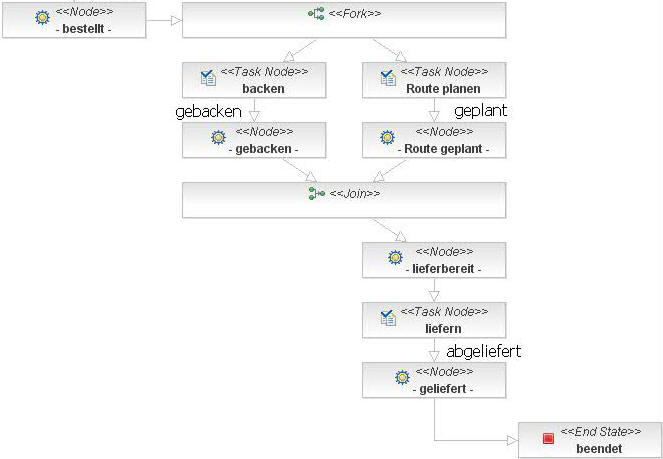 <<Node>>
- bestellt -
<<Fork>>
<<Task Node>>
backen
<<Task Node>>
Route planen
gebacken
geplant
<<Node>>
- gebacken -
<<Node>>
- Route geplant -
<<Join>>
<<Node>>
- lieferbereit -
<<Task Node>>
liefern
abgeliefert
<<Node>>
- geliefert -
<<End State>>
beendet